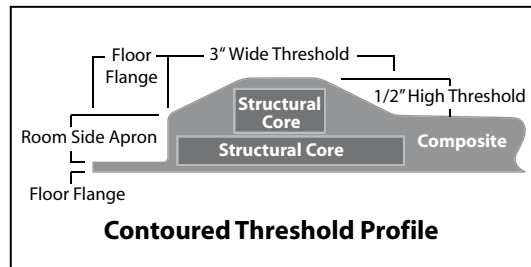 Floor
Flange
3“ Wide Threshold
1/2” High Threshold
Structural
Core
Room Side Apron
Structural Core
Composite
Floor Flange
Contoured Threshold Profile